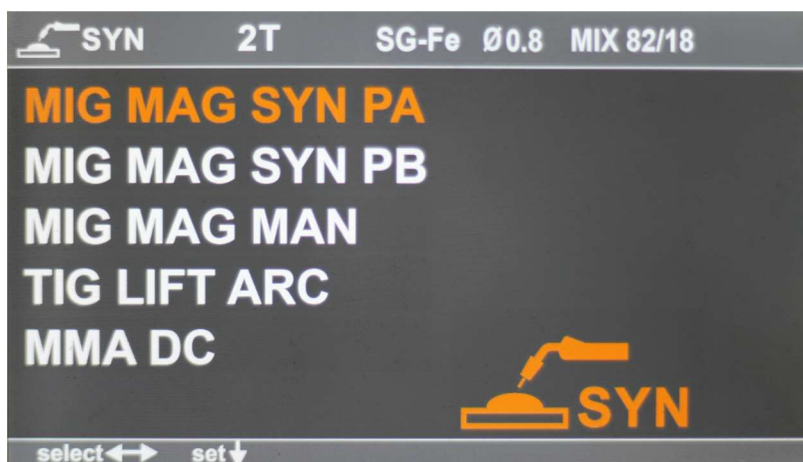 SYN 2T SG-Fe Ø0.8 MIX 82/18
MIG MAG SYN PA
MIG MAG SYN PB
MIG MAG MAN
TIG LIFT ARC
MMA DC
SYN
select set